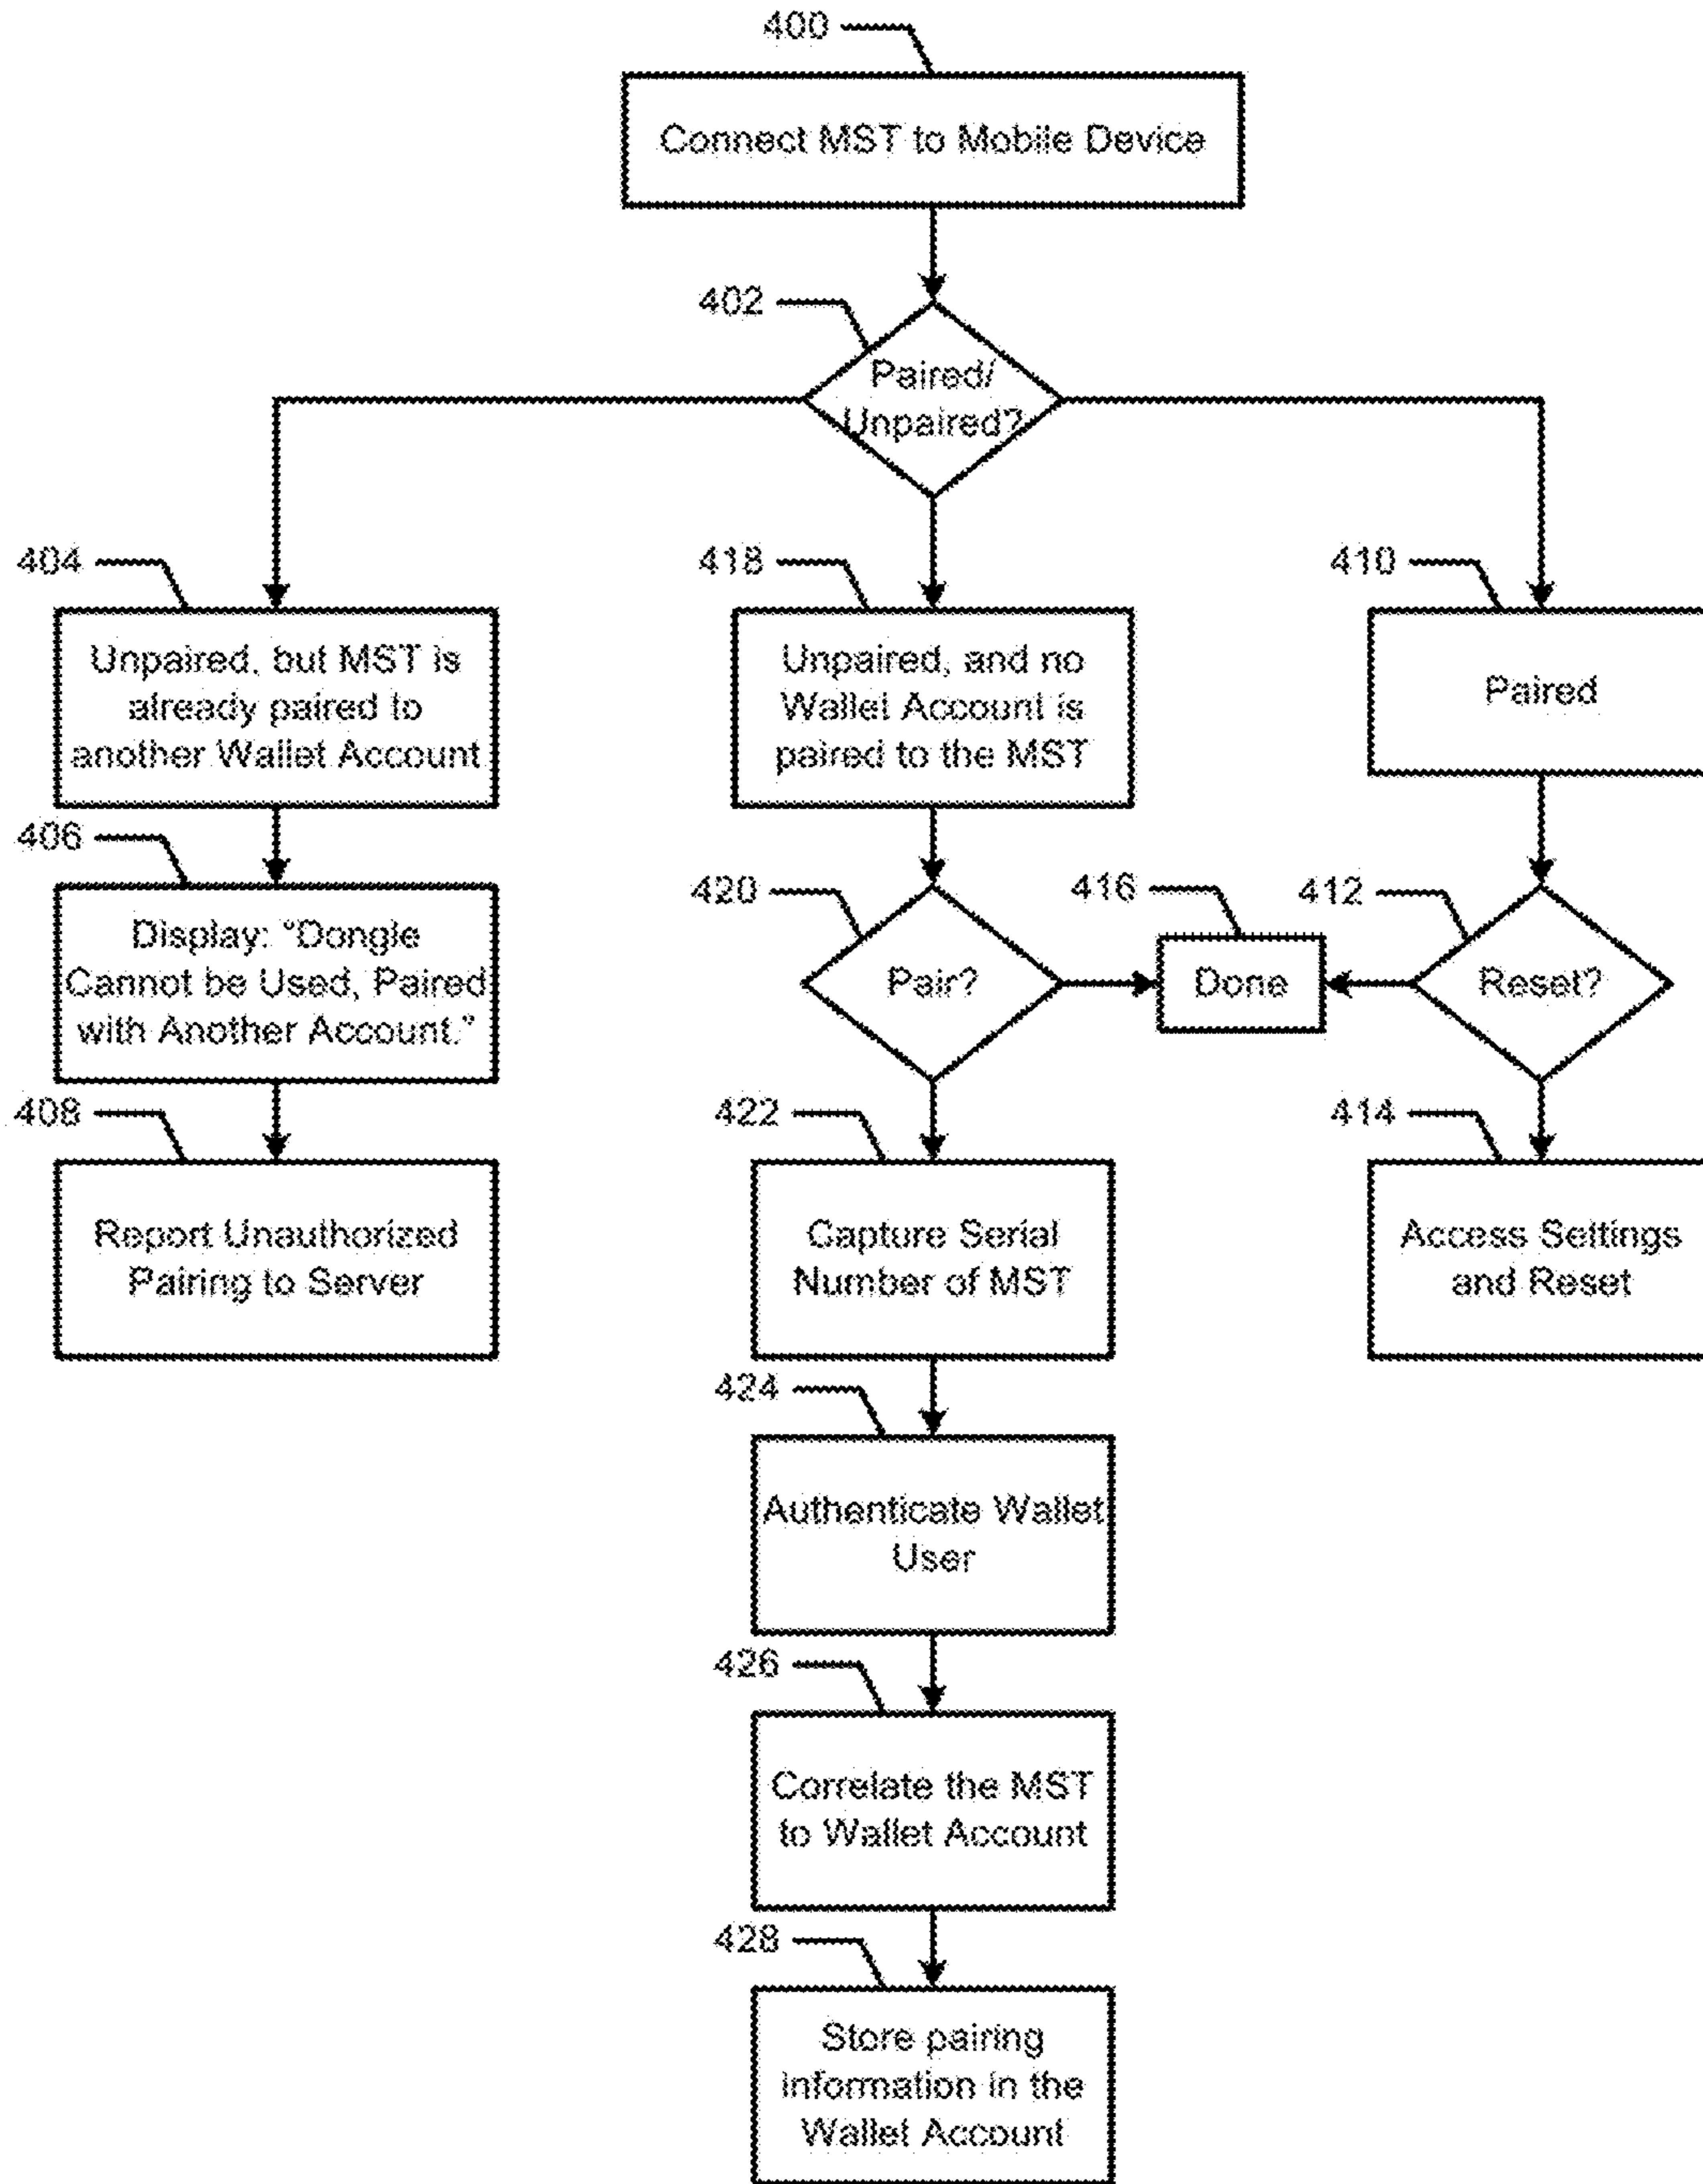 400
Connect MST to Mobile Device
402
Paired/
Unpaired?
404
418
410
Unpaired, but MST is
already paired to
another Wallet Account
Unpaired, and no
Wallet Account is
paired to the MST
Paired
406
420
416
412
Display: "Dongle
Cannot be Used, Paired
with Another Account."
Pair?
Done
Reset?
408
422
414
Report Unauthorized
Pairing to Server
Capture Serial
Number of MST
Access Settings
and Reset
424
Authenticate Wallet
User
426
Correlate the MST
to Wallet Account
428
Store pairing
information in the
Wallet Account